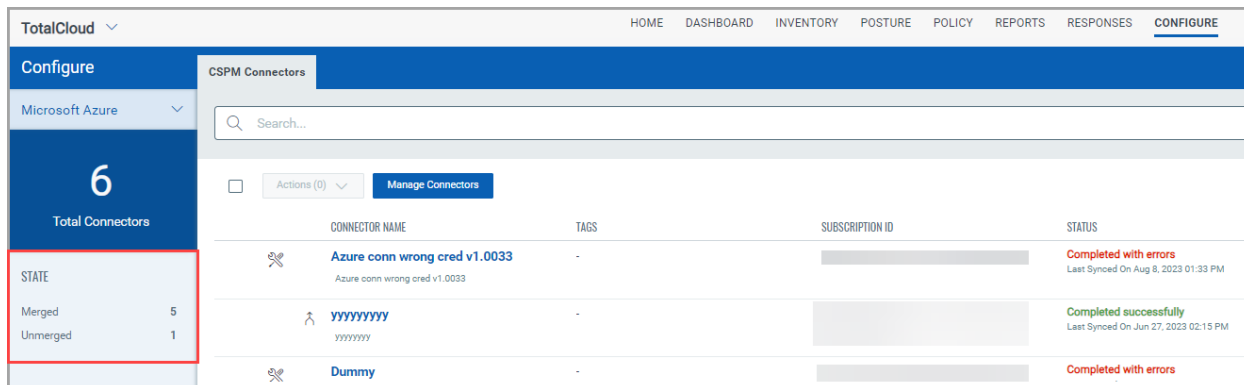 TotalCloud
HOME DASHBOARD INVENTORY POSTURE POLICY REPORTS RESPONSES CONFIGURE
Configure
CSPM Connectors
Microsoft Azure
Search...
6
Total Connectors
Actions (0)
Manage Connectors
CONNECTOR NAME TAGS SUBSCRIPTION ID STATUS
STATE
Merged 5
Unmerged 1
Azure conn wrong cred v1.0033 - Completed with errors
Azure conn wrong cred v1.0033 Last Synced On Aug 8, 2023 01:33 PM
yyyyyyyyy - Completed successfully
yyyyyyyy Last Synced On Jun 27, 2023 02:15 PM
Dummy - Completed with errors